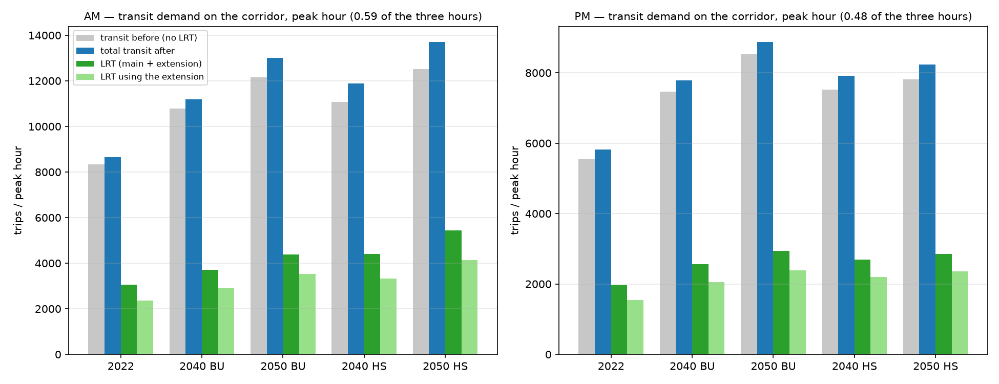 AM — transit demand on the corridor, peak hour (0.59 of the three hours)
transit before (no LRT)
total transit after
LRT (main + extension)
LRT using the extension
trips / peak hour
14000
12000
10000
8000
6000
4000
2000
0
2022
2040 BU
2050 BU
2040 HS
2050 HS
PM — transit demand on the corridor, peak hour (0.48 of the three hours)
trips / peak hour
8000
6000
4000
2000
0
2022
2040 BU
2050 BU
2040 HS
2050 HS